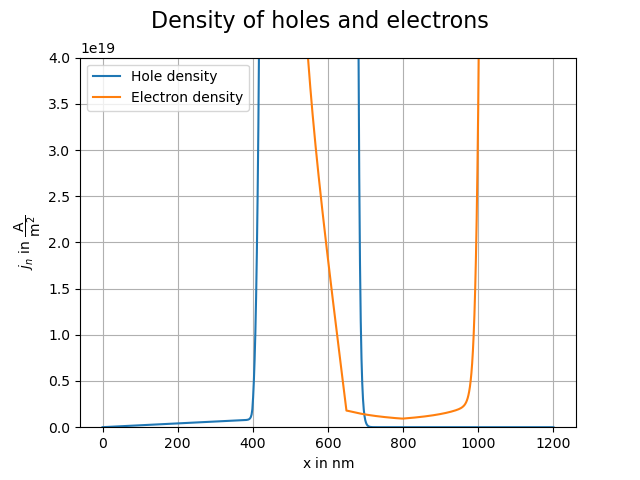 Density of holes and electrons
1e19
Hole density
Electron density
4.0
3.5
3.0
2.5
2.0
1.5
1.0
0.5
0.0
j_n in A/m²
0 200 400 600 800 1000 1200
x in nm